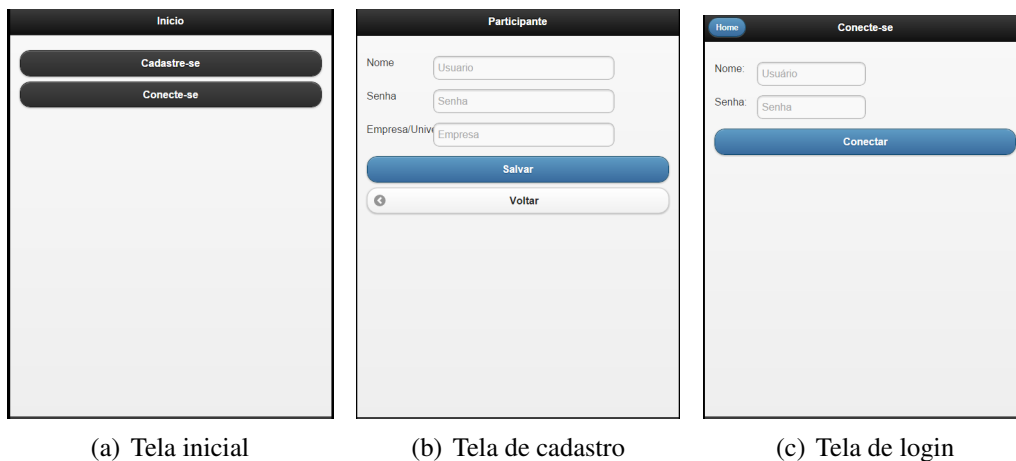 Inicio
Cadastre-se
Conecte-se
Participante
Nome
Usuario
Senha
Senha
Empresa/Unive
Empresa
Salvar
Voltar
Home
Conecte-se
Nome:
Usuário
Senha:
Senha
Conectar
(a) Tela inicial
(b) Tela de cadastro
(c) Tela de login